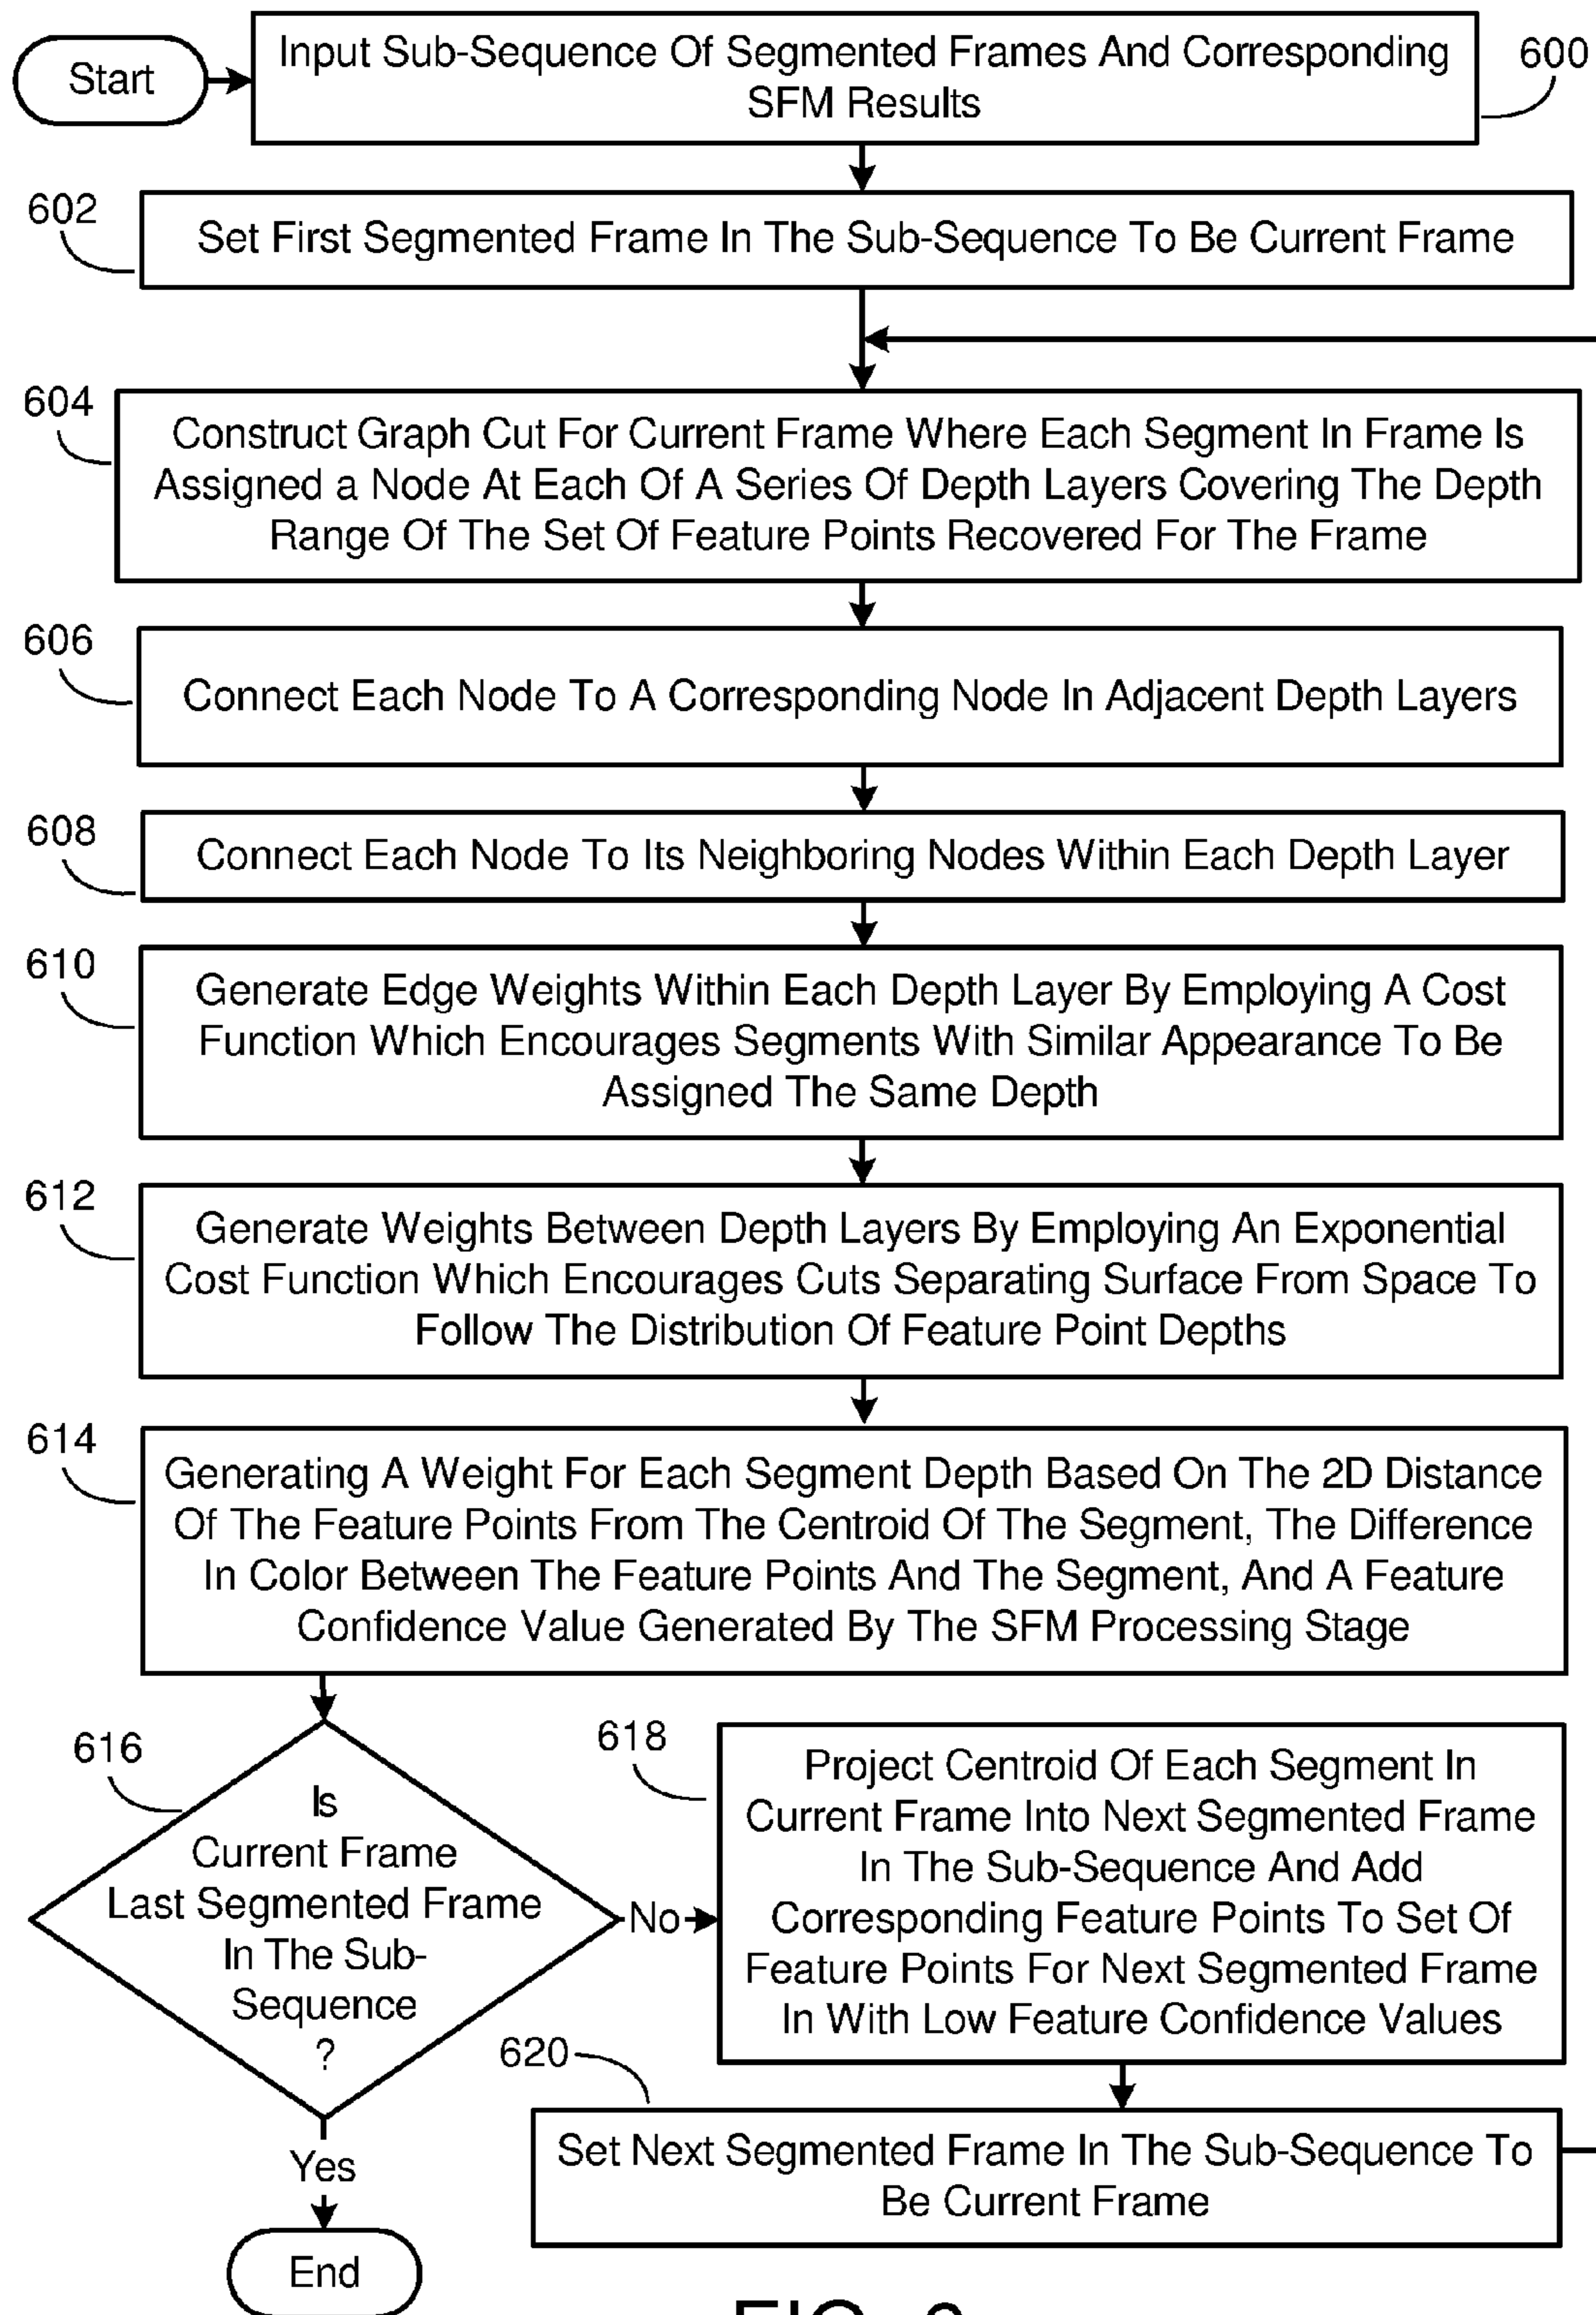 Start
Input Sub-Sequence Of Segmented Frames And Corresponding
SFM Results
600
602
Set First Segmented Frame In The Sub-Sequence To Be Current Frame
604
Construct Graph Cut For Current Frame Where Each Segment In Frame Is
Assigned a Node At Each Of A Series Of Depth Layers Covering The Depth
Range Of The Set Of Feature Points Recovered For The Frame
606
Connect Each Node To A Corresponding Node In Adjacent Depth Layers
608
Connect Each Node To Its Neighboring Nodes Within Each Depth Layer
610
Generate Edge Weights Within Each Depth Layer By Employing A Cost
Function Which Encourages Segments With Similar Appearance To Be
Assigned The Same Depth
612
Generate Weights Between Depth Layers By Employing An Exponential
Cost Function Which Encourages Cuts Separating Surface From Space To
Follow The Distribution Of Feature Point Depths
614
Generating A Weight For Each Segment Depth Based On The 2D Distance
Of The Feature Points From The Centroid Of The Segment, The Difference
In Color Between The Feature Points And The Segment, And A Feature
Confidence Value Generated By The SFM Processing Stage
616
Is
Current Frame
Last Segmented Frame
In The Sub-
Sequence
?
No
618
Project Centroid Of Each Segment In
Current Frame Into Next Segmented Frame
In The Sub-Sequence And Add
Corresponding Feature Points To Set Of
Feature Points For Next Segmented Frame
In With Low Feature Confidence Values
620
Set Next Segmented Frame In The Sub-Sequence To
Be Current Frame
Yes
End
FIG.